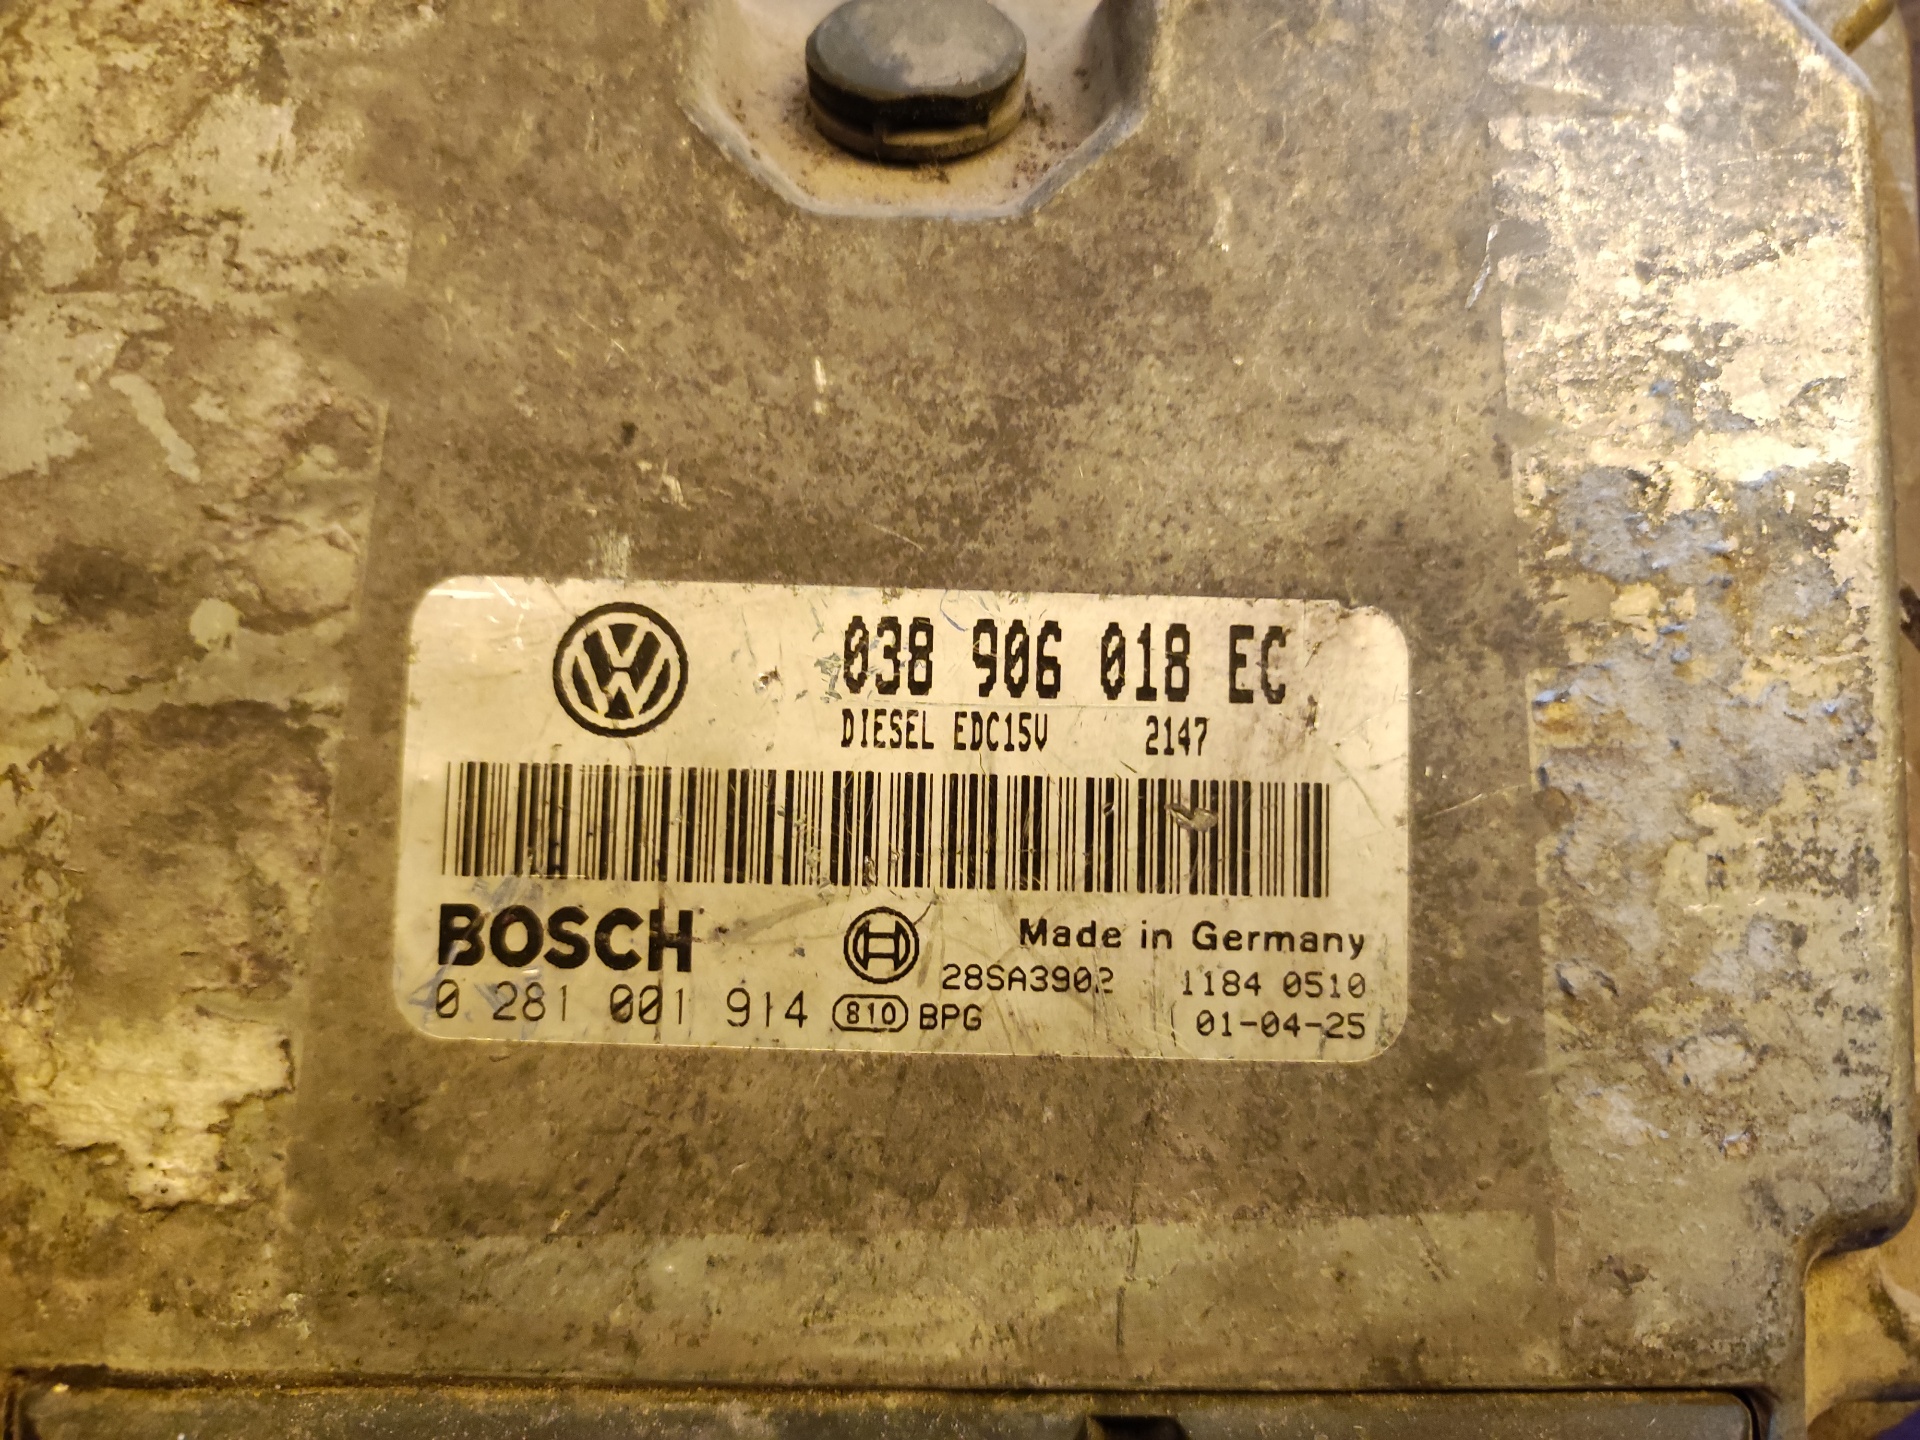 038 906 018 EC
DIESEL EDC15V 2147
BOSCH
Made in Germany
28SA3902 1184 0510
0 281 001 914 810 BPG 01-04-25